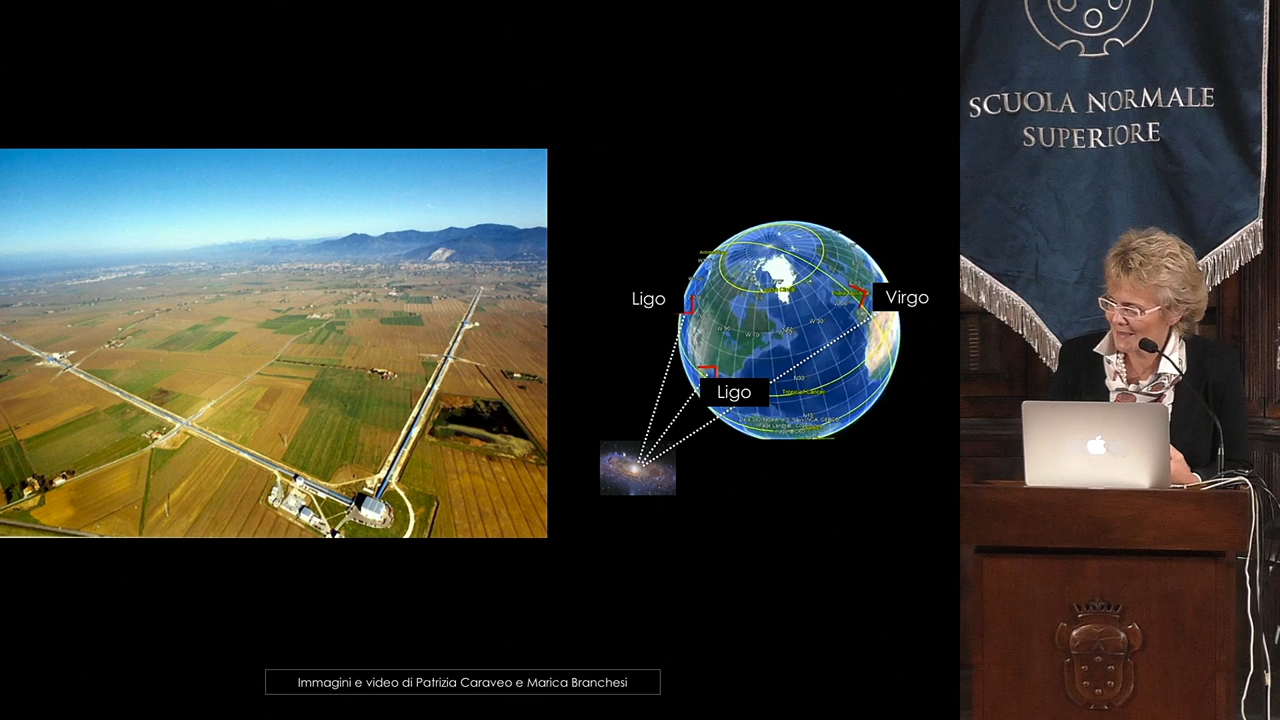 SCUOLA NORMALE
SUPERIORE
Ligo
Virgo
Ligo
Immagini e video di Patrizia Caraveo e Marica Branchesi